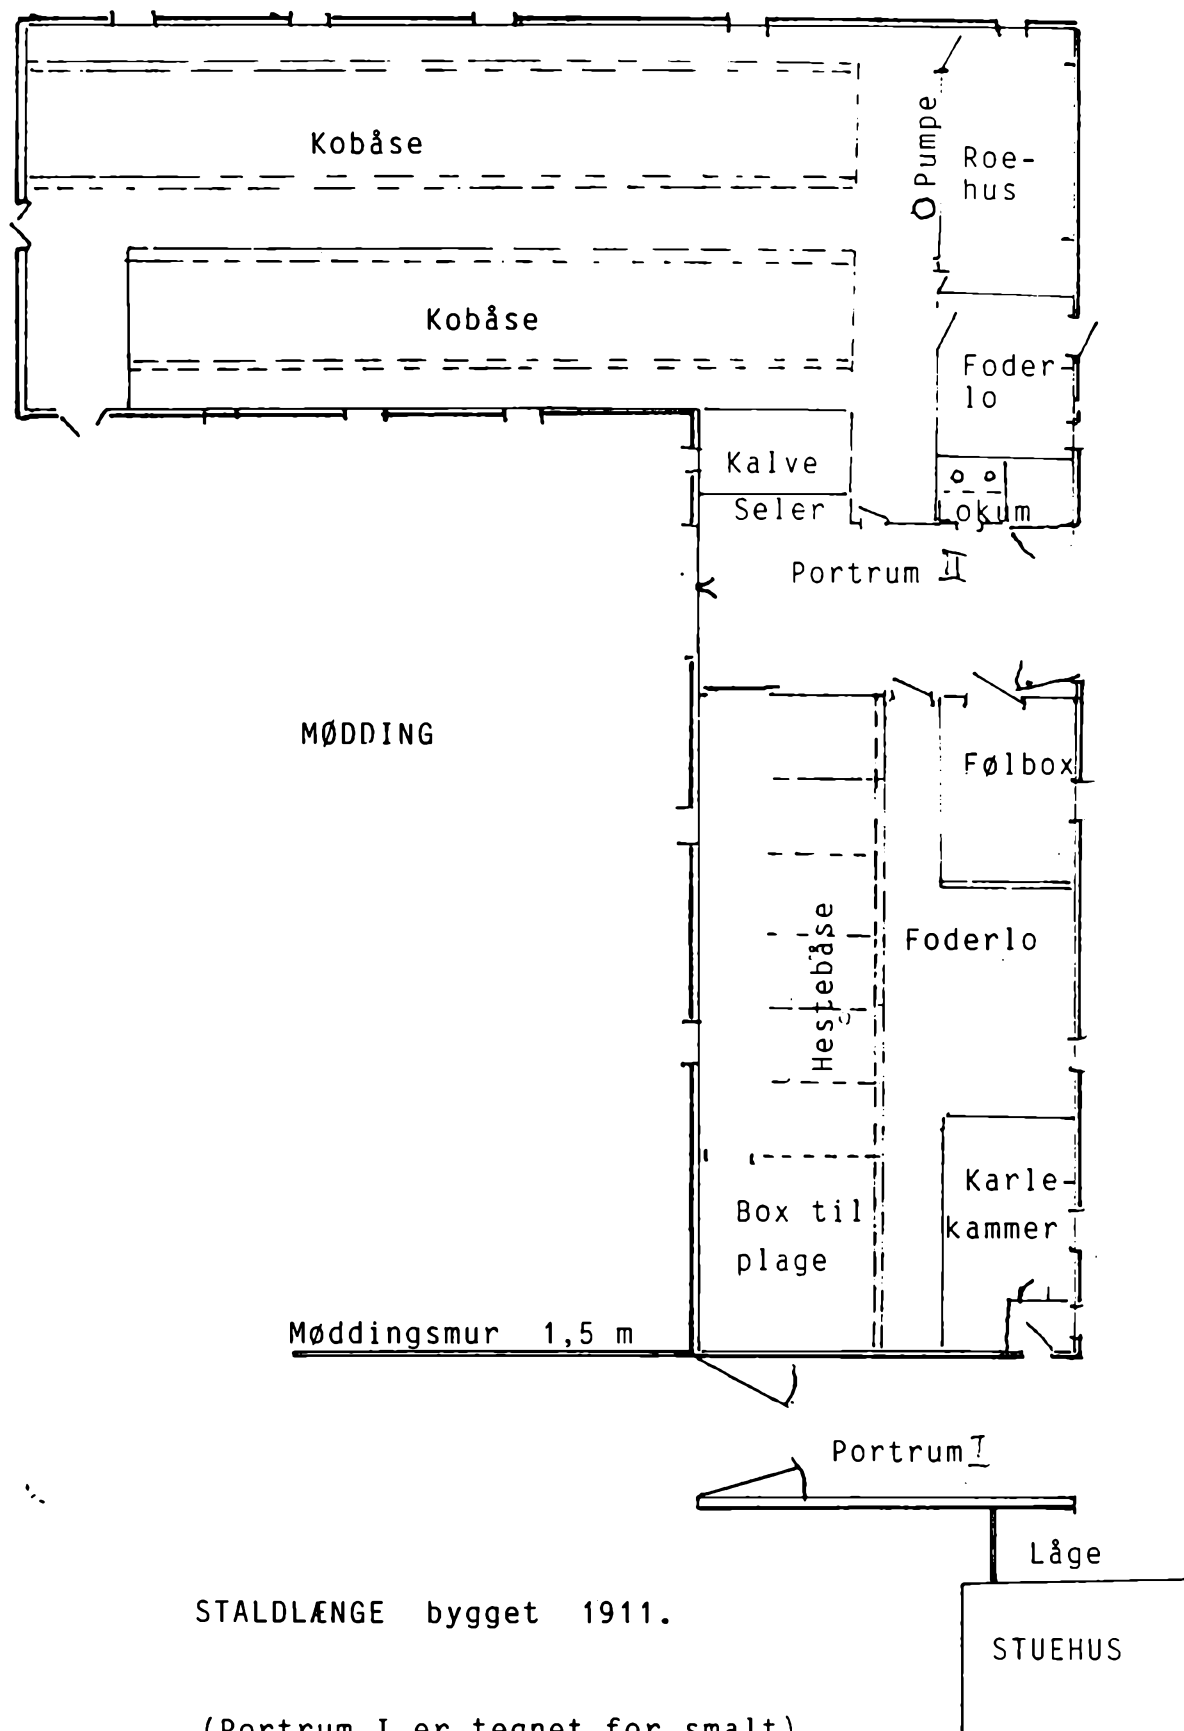 Kobåse
Pumpe
Roe-
hus
Kobåse
Foder
lo
Kalve
Seler
okum
Portrum II
MØDDING
Følbox
Hestebåse
Foderlo
Karle-
kammer
Box til
plage
Møddingsmur 1,5 m
Portrum I
Låge
STALDLÆNGE bygget 1911.
STUEHUS
(Portrum I er tegnet for smalt)